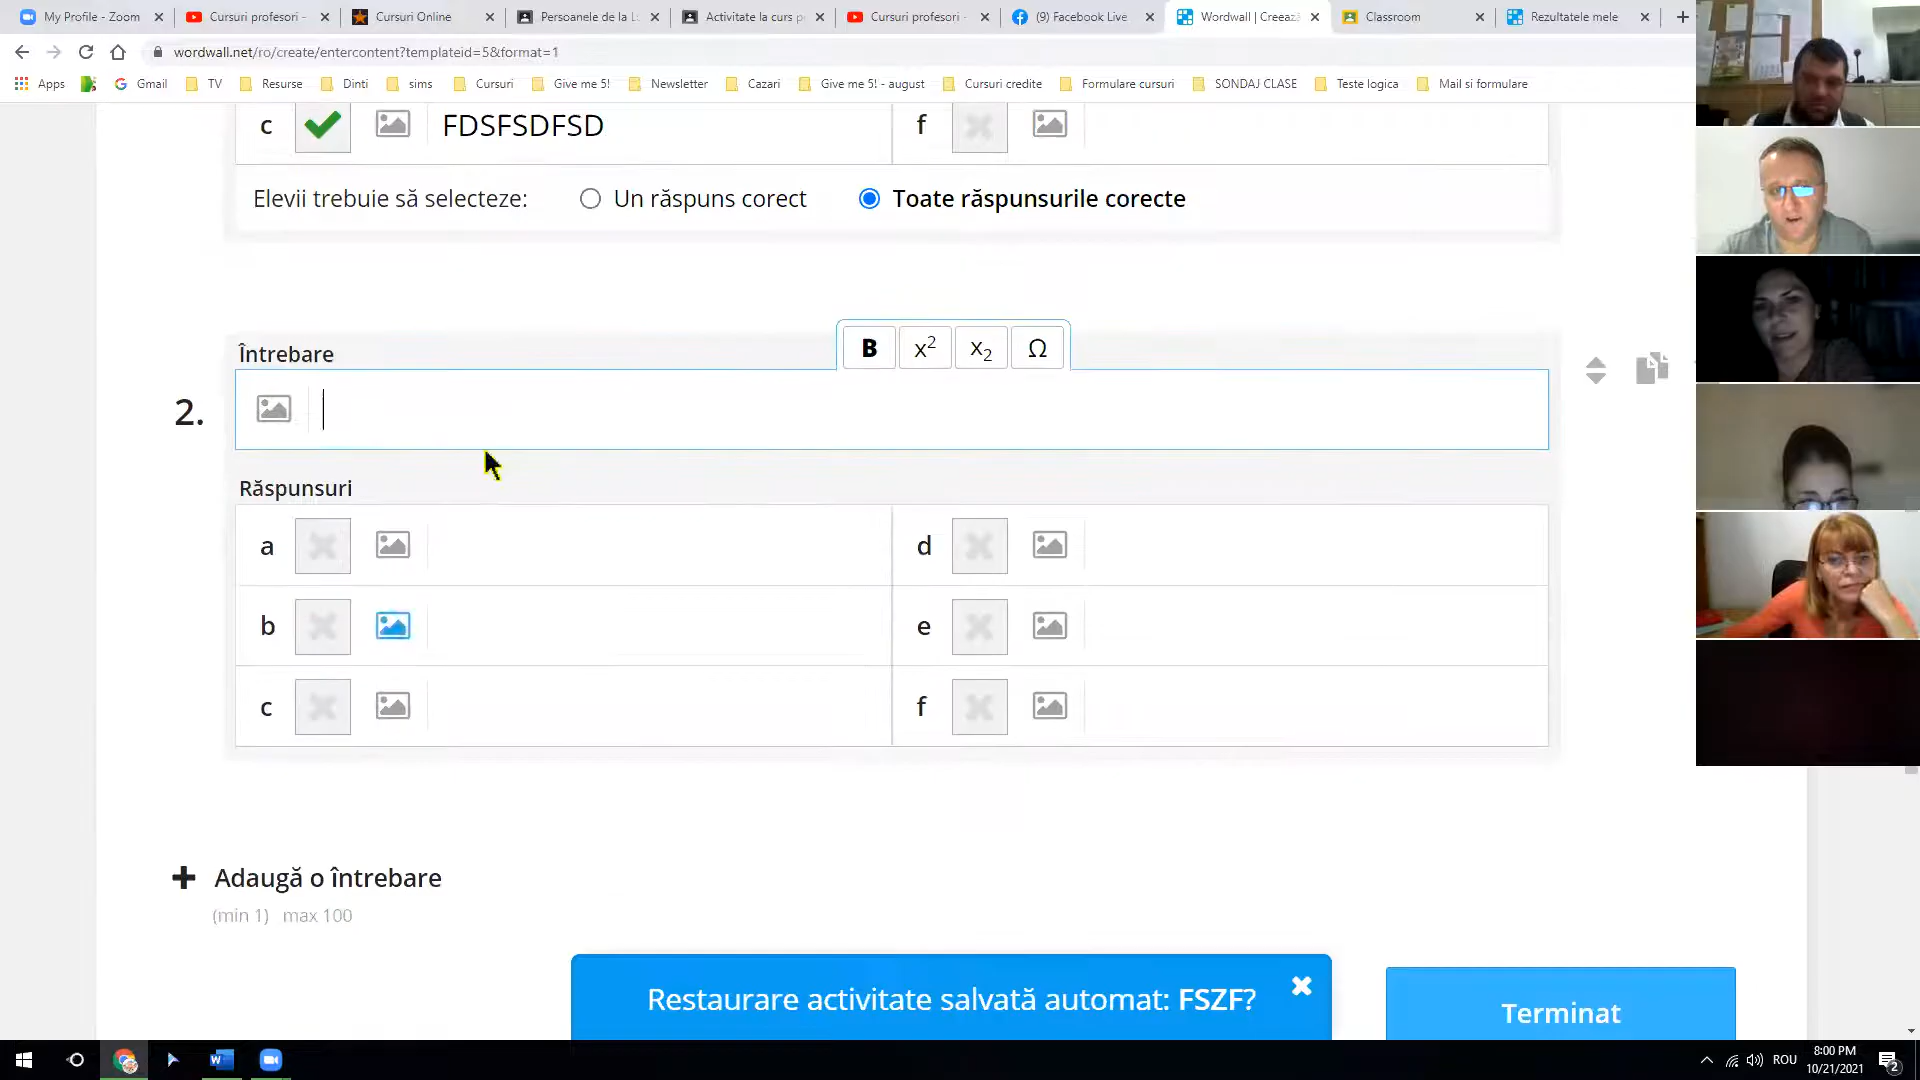 My Profile - Zoom
Cursuri profesori -
Cursuri Online
Persoanele de la L
Activitate la curs p
Cursuri profesori -
(9) Facebook Live
Wordwall | Creeaz
Classroom
Rezultatele mele
wordwall.net/ro/create/entercontent?templateid=5&format=1
Apps
Gmail
TV
Resurse
Dinti
sims
Cursuri
Give me 5!
Newsletter
Cazari
Give me 5! - august
Cursuri credite
Formulare cursuri
SONDAJ CLASE
Teste logica
Mail si formulare
c FDSFSDFSD f
Elevii trebuie să selecteze: Un răspuns corect Toate răspunsurile corecte
Întrebare
B x² x₂ Ω
2.
Răspunsuri
a d
b e
c f
Adaugă o întrebare
(min 1) max 100
Restaurare activitate salvată automat: FSZF?
Terminat
ROU
8:00 PM
10/21/2021
2